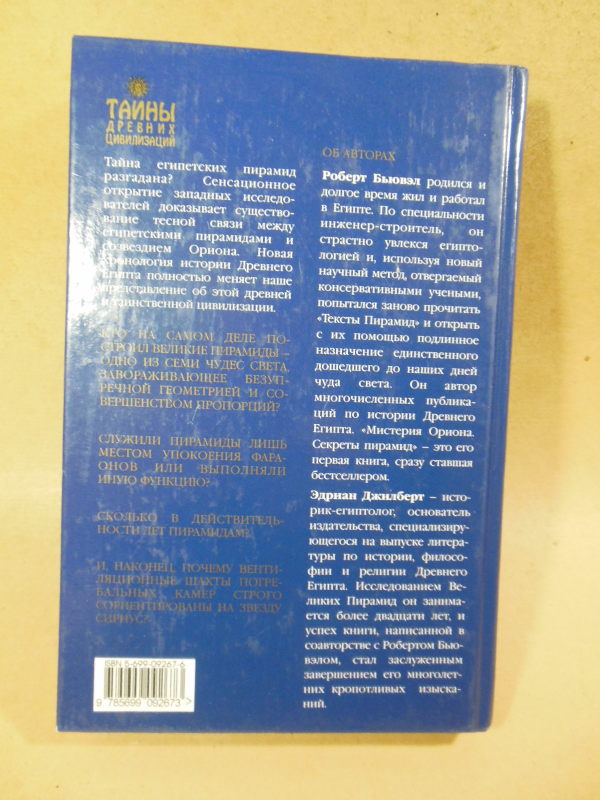 ТАЙНЫ
ДРЕВНИХ
ЦИВИЛИЗАЦИЙ
Тайна египетских пирамид
разгадана? Сенсационное
открытие западных исследо-
вателей доказывает существо-
вание тесной связи между
египетскими пирамидами и
созвездием Ориона. Новая
хронология истории Древнего
Египта полностью меняет наше
представление об этой древней
и таинственной цивилизации.
КТО НА САМОМ ДЕЛЕ ПО-
СТРОИЛ ВЕЛИКИЕ ПИРАМИДЫ –
ОДНО ИЗ СЕМИ ЧУДЕС СВЕТА,
ЗАВОРАЖИВАЮЩЕЕ БЕЗУП-
РЕЧНОЙ ГЕОМЕТРИЕЙ И СО-
ВЕРШЕНСТВОМ ПРОПОРЦИЙ?
СЛУЖИЛИ ПИРАМИДЫ ЛИШЬ
МЕСТОМ УПОКОЕНИЯ ФАРА-
ОНОВ ИЛИ ВЫПОЛНЯЛИ
ИНУЮ ФУНКЦИЮ?
СКОЛЬКО В ДЕЙСТВИТЕЛЬ-
НОСТИ ЛЕТ ПИРАМИДАМ?
И, НАКОНЕЦ, ПОЧЕМУ ВЕНТИ-
ЛЯЦИОННЫЕ ШАХТЫ ПОГРЕ-
БАЛЬНЫХ КАМЕР СТРОГО
СОРИЕНТИРОВАНЫ НА ЗВЕЗДУ
СИРИУС?
ISBN 5-699-09267-6
9 785699 092673 >
ОБ АВТОРАХ
Роберт Бьювэл родился и
долгое время жил и работал
в Египте. По специальности
инженер-строитель, он
страстно увлекся египто-
логией и, используя новый
научный метод, отвергаемый
консервативными учеными,
попытался заново прочитать
«Тексты Пирамид» и открыть
с их помощью подлинное
назначение единственного
дошедшего до наших дней
чуда света. Он автор
многочисленных публика-
ций по истории Древнего
Египта. «Мистерия Ориона.
Секреты пирамид» – это его
первая книга, сразу ставшая
бестселлером.
Эдриан Джилберт – исто-
рик-египтолог, основатель
издательства, специализиру-
ющегося на выпуске литера-
туры по истории, филосо-
фии и религии Древнего
Египта. Исследованием Ве-
ликих Пирамид он занима-
ется более двадцати лет, и
успех книги, написанной в
соавторстве с Робертом Бью-
вэлом, стал заслуженным
завершением его многолет-
них кропотливых изыска-
ний.